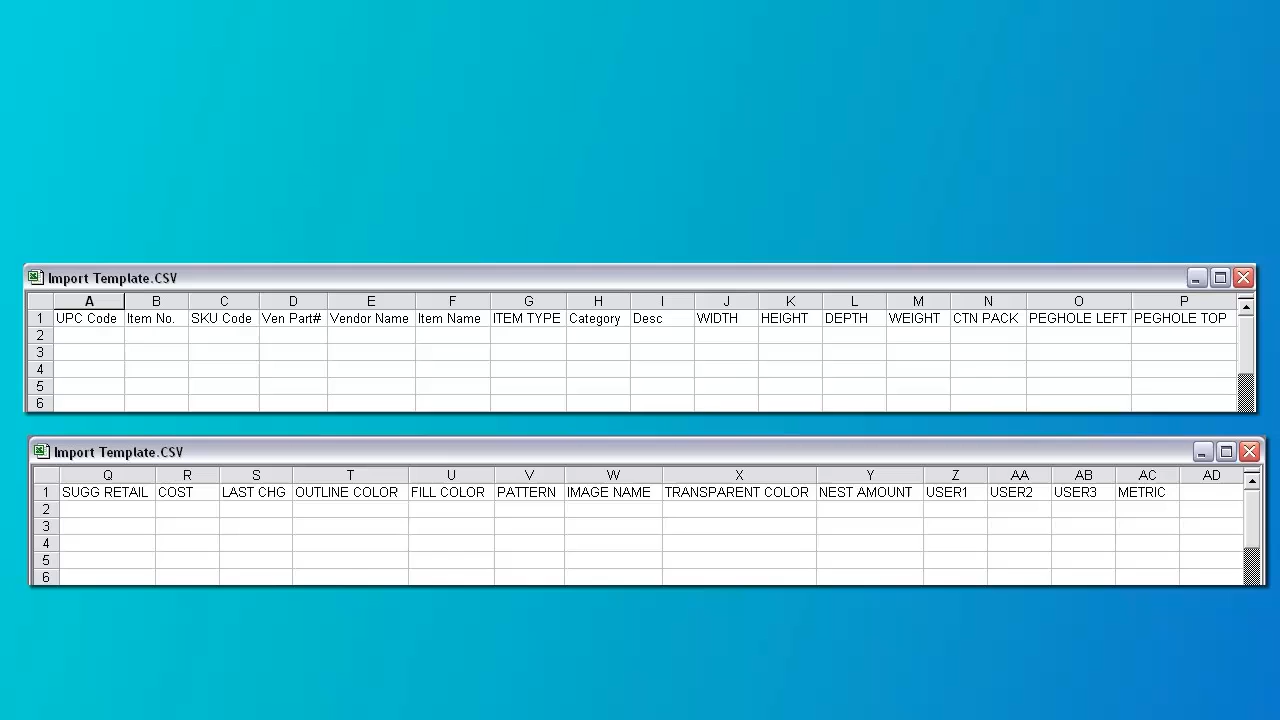 Import Template.CSV
A B C D E F G H I J K L M N O P
1 UPC Code Item No. SKU Code Ven Part# Vendor Name Item Name ITEM TYPE Category Desc WIDTH HEIGHT DEPTH WEIGHT CTN PACK PEGHOLE LEFT PEGHOLE TOP
2
3
4
5
6
Import Template.CSV
Q R S T U V W X Y Z AA AB AC AD
1 SUGG RETAIL COST LAST CHG OUTLINE COLOR FILL COLOR PATTERN IMAGE NAME TRANSPARENT COLOR NEST AMOUNT USER1 USER2 USER3 METRIC
2
3
4
5
6